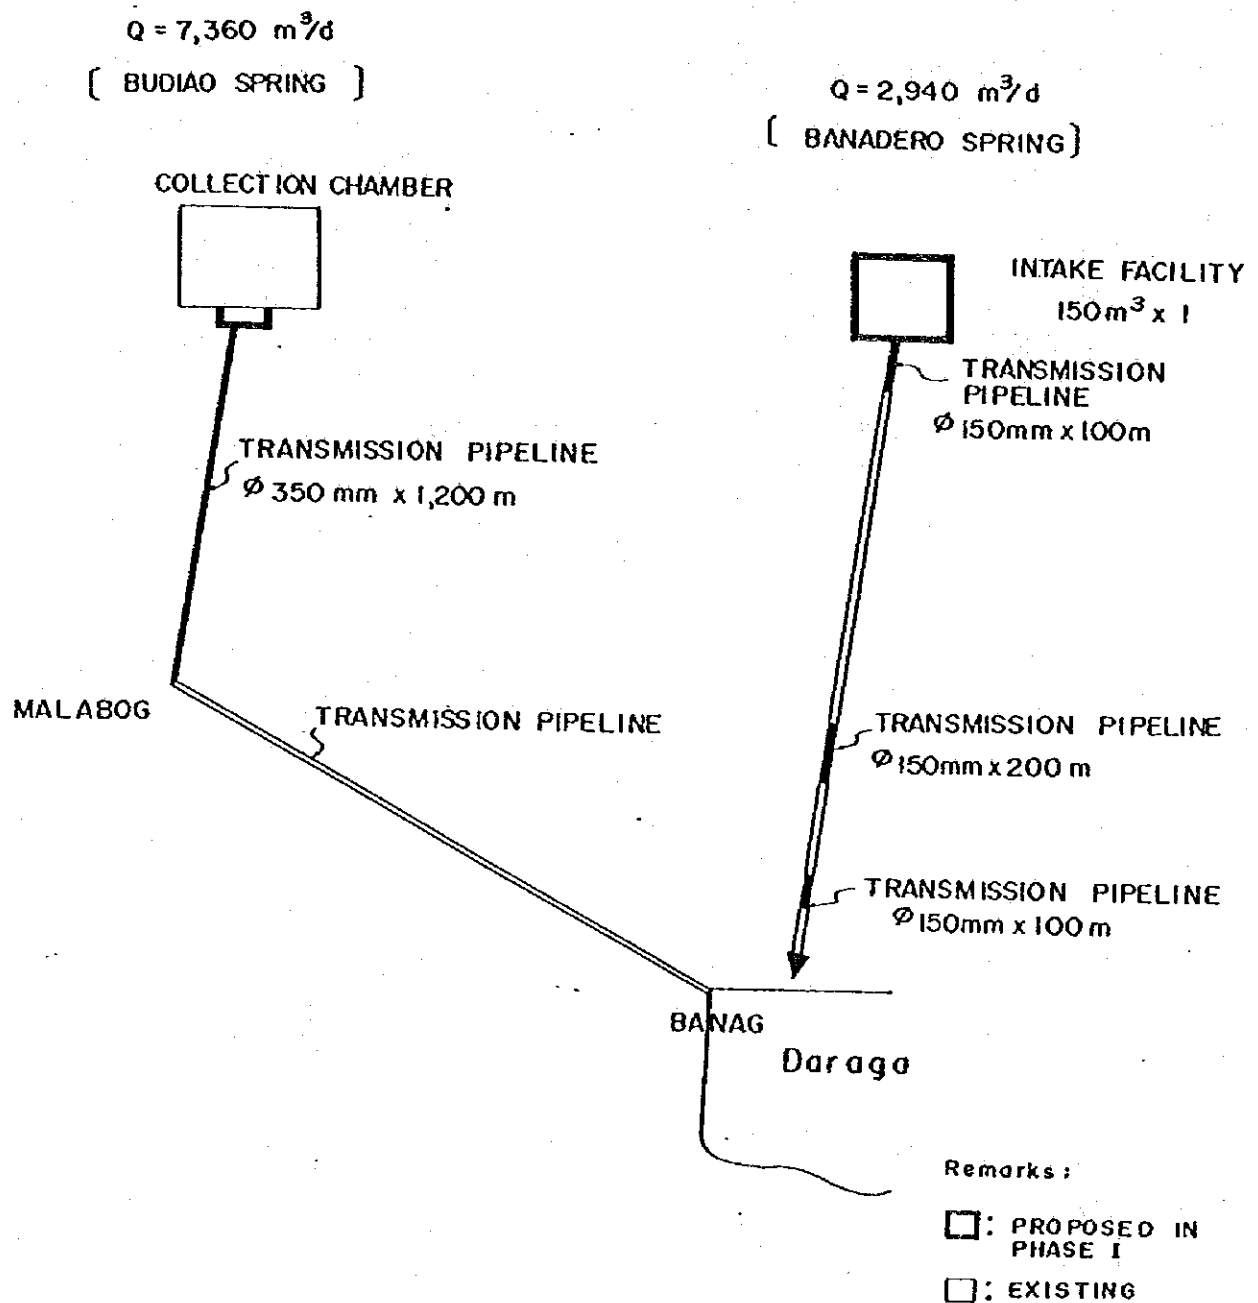 Q = 7,360 m³/d
[ BUDIAO SPRING ]
COLLECTION CHAMBER
TRANSMISSION PIPELINE
Ø 350 mm x 1,200 m
MALABOG
TRANSMISSION PIPELINE
Q = 2,940 m³/d
[ BANADERO SPRING ]
INTAKE FACILITY
150 m³ x 1
TRANSMISSION
PIPELINE
Ø 150mm x 100m
TRANSMISSION PIPELINE
Ø 150mm x 200 m
TRANSMISSION PIPELINE
Ø 150mm x 100 m
BANAG
Daraga
Remarks :
: PROPOSED IN
PHASE I
: EXISTING